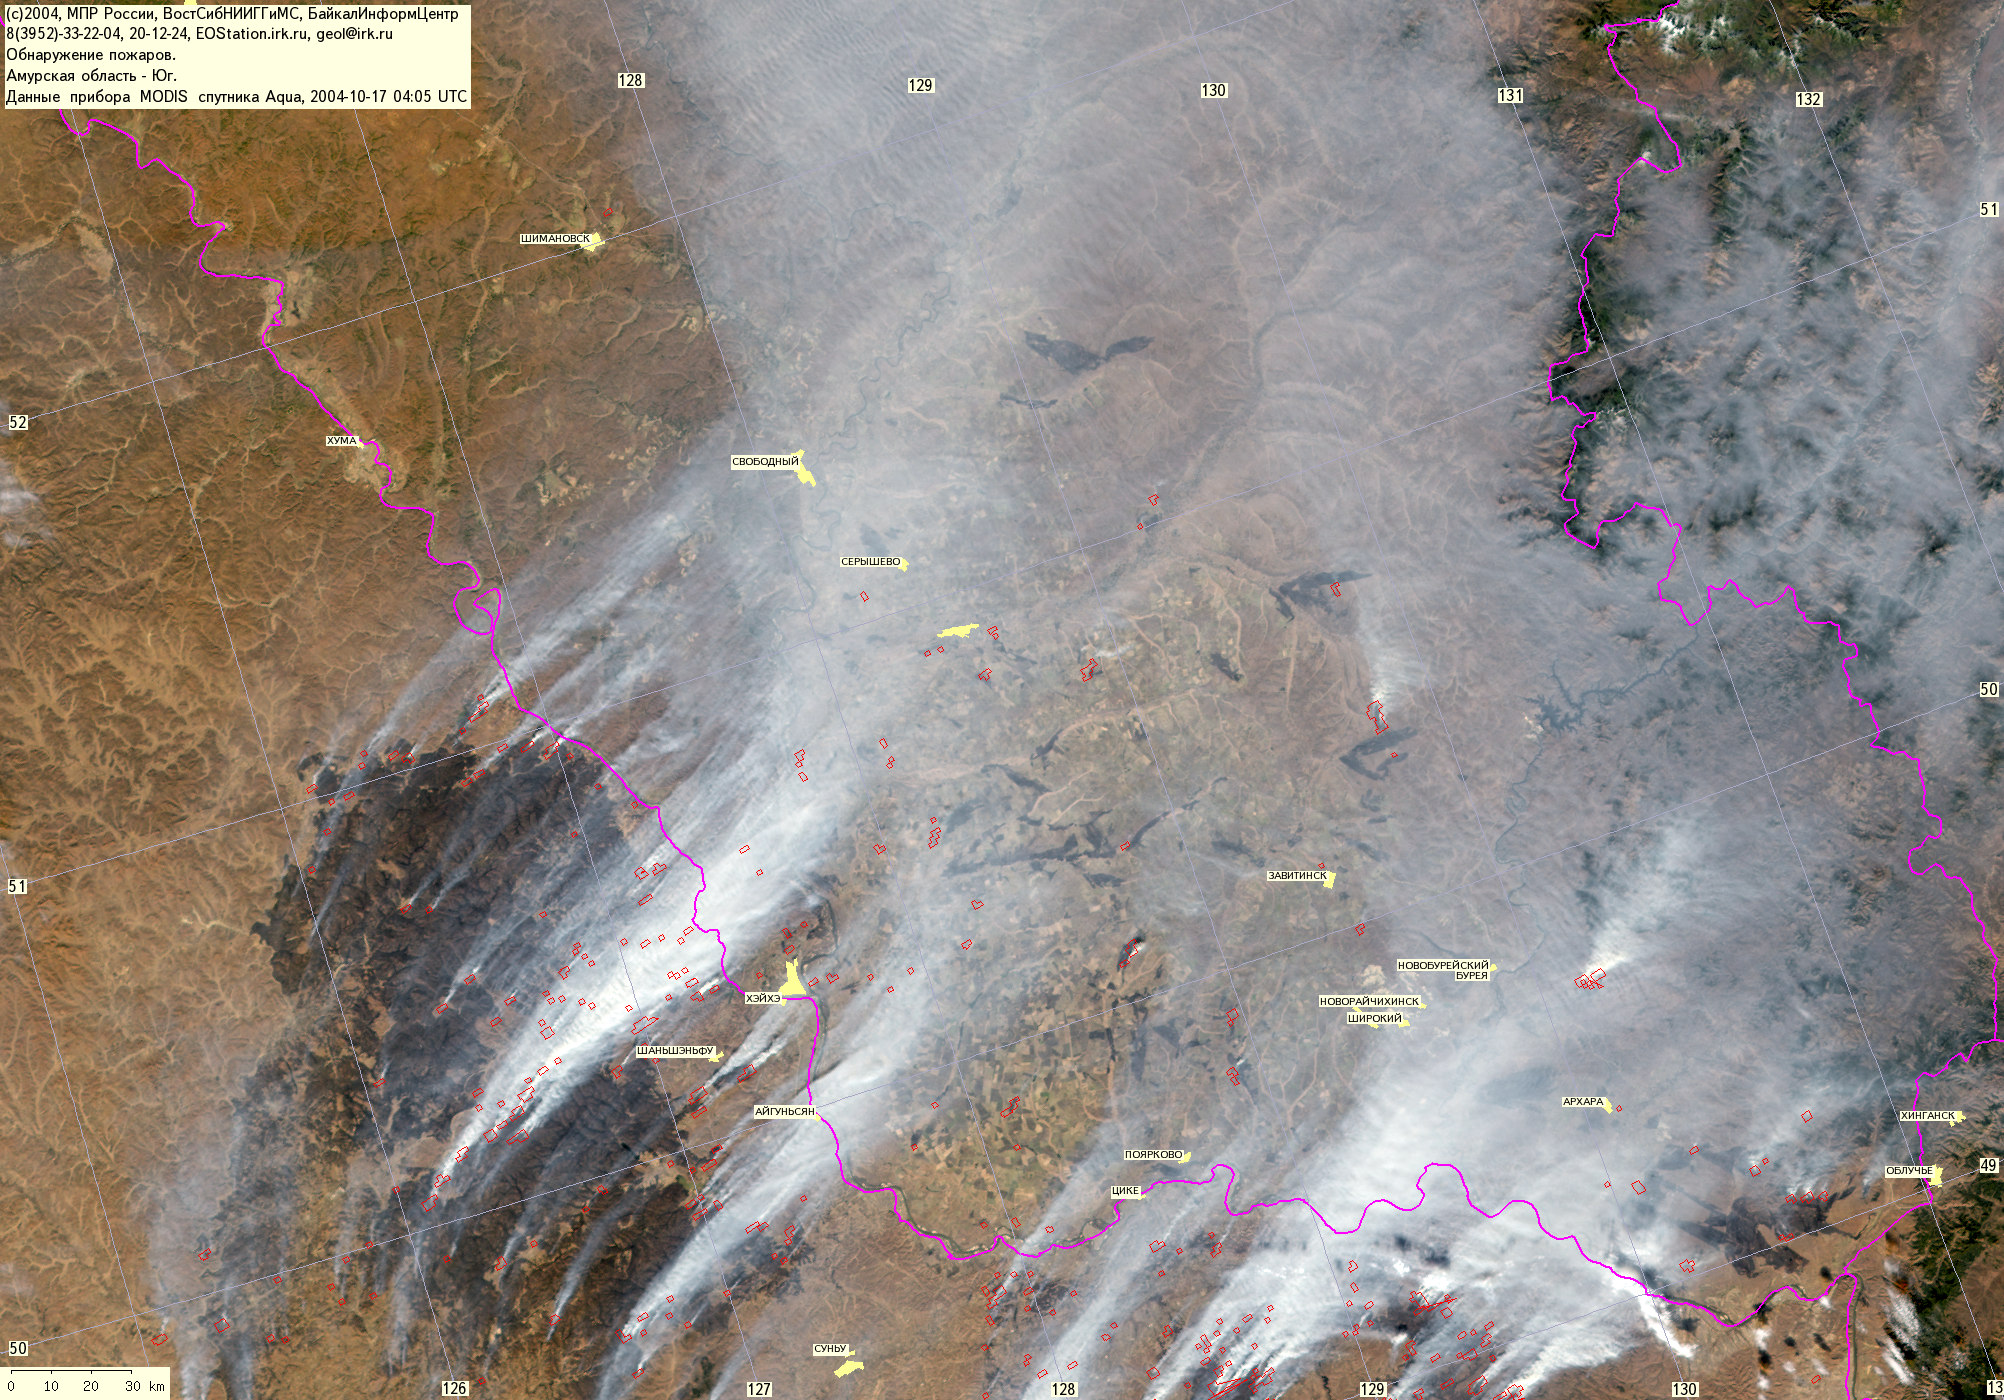 (c)2004, МПР России, ВостСибНИИГГиМС, БайкалИнформЦентр
8(3952)-33-22-04, 20-12-24, EOStation.irk.ru, geol@irk.ru
Обнаружение пожаров.
Амурская область - Юг.
Данные прибора MODIS спутника Aqua, 2004-10-17 04:05 UTC
128
129
130
131
132
51
ШИМАНОВСК
52
ХУМА
СВОБОДНЫЙ
СЕРЫШЕВО
50
51
ЗАВИТИНСК
НОВОБУРЕЙСКИЙ
БУРЕЯ
ХЭЙХЭ
НОВОРАЙЧИХИНСК
ШИРОКИЙ
ШАНЬШЭНЬФУ
АРХАРА
АЙГУНЬСЯН
ХИНГАНСК
ПОЯРКОВО
49
ОБЛУЧЬЕ
ЦИКЕ
50
СУНЬУ
0 10 20 30 km
126
127
128
129
130
13